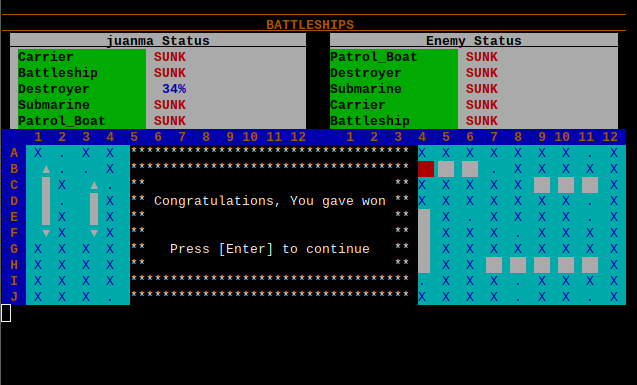 BATTLESHIPS
juanma Status Enemy Status
Carrier SUNK Patrol_Boat SUNK
Battleship SUNK Destroyer SUNK
Destroyer 34% Submarine SUNK
Submarine SUNK Carrier SUNK
Patrol_Boat SUNK Battleship SUNK
1 2 3 4 5 6 7 8 9 10 11 12 1 2 3 4 5 6 7 8 9 10 11 12
A X . X X *********************************** X X X X X X X . X
B ▲ . . X *********************************** . X X X X X
C X ▲ . ** ** X X X X X X
D . X ** Congratulations, You gave won ** X X X X X X X X X
E X X ** ** X . X X X X . X
F ▼ X ▼ X ** ** X X X . X X X X
G X X X X ** Press [Enter] to continue ** X X X X X X . X
H X X X X ** ** X X X
I X X X X *********************************** . X X X X X X . X
J X X X . *********************************** X X X X . X X . X